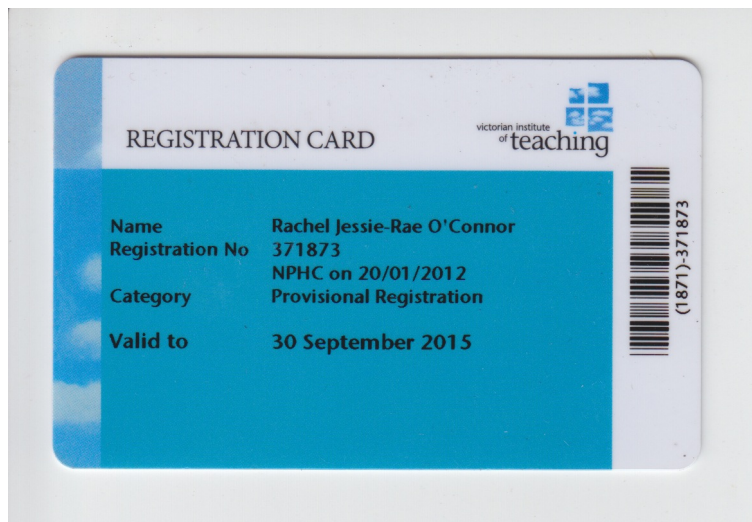 REGISTRATION CARD
victorian institute
of teaching
Name Rachel Jessie-Rae O'Connor
Registration No 371873
NPHC on 20/01/2012
Category Provisional Registration
Valid to 30 September 2015
(1871)-371873